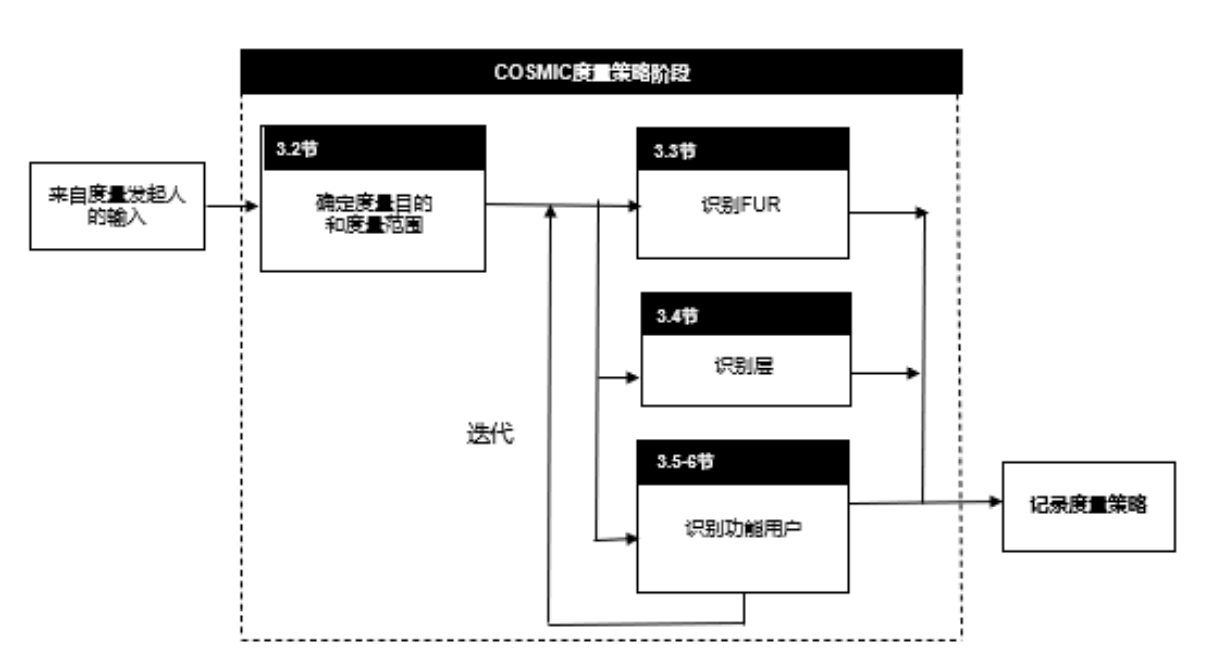 COSMIC度量策略阶段
来自度量发起人
的输入
3.2节
确定度量目的
和度量范围
3.3节
识别FUR
3.4节
识别层
迭代
3.5-6节
识别功能用户
记录度量策略